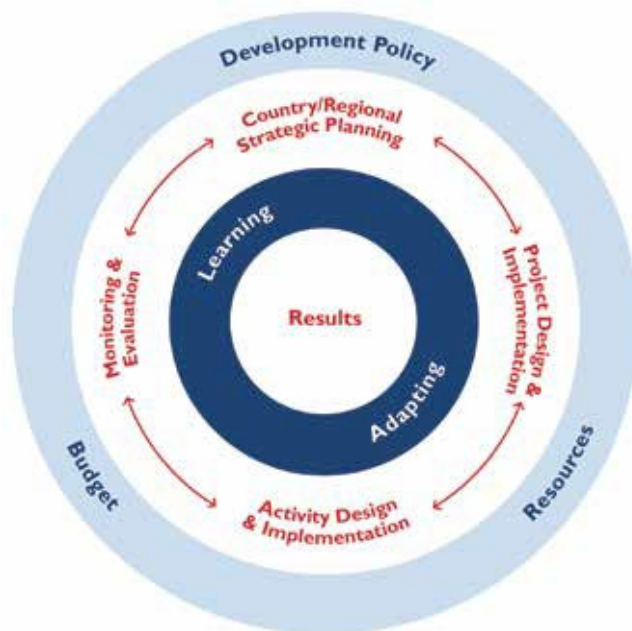 Development Policy
Country/Regional
Strategic Planning
Learning
Monitoring &
Evaluation
Results
Project Design &
Implementation
Adapting
Budget
Resources
Activity Design
& Implementation